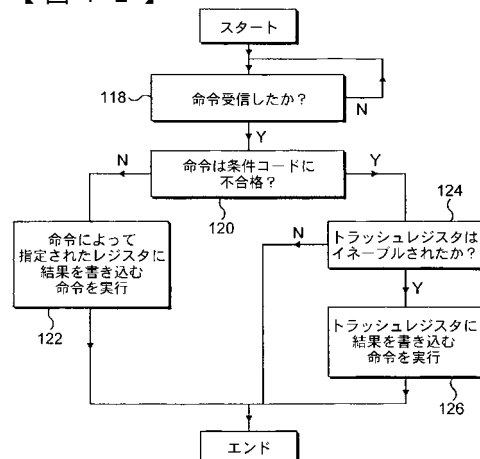 【図12】
スタート
118
命令受信したか？
N
Y
N
命令は条件コードに
不合格？
Y
120
124
命令によって
指定されたレジスタに
結果を書き込む
命令を実行
122
N
トラッシュレジスタは
イネーブルされたか？
Y
トラッシュレジスタに
結果を書き込む
命令を実行
126
エンド